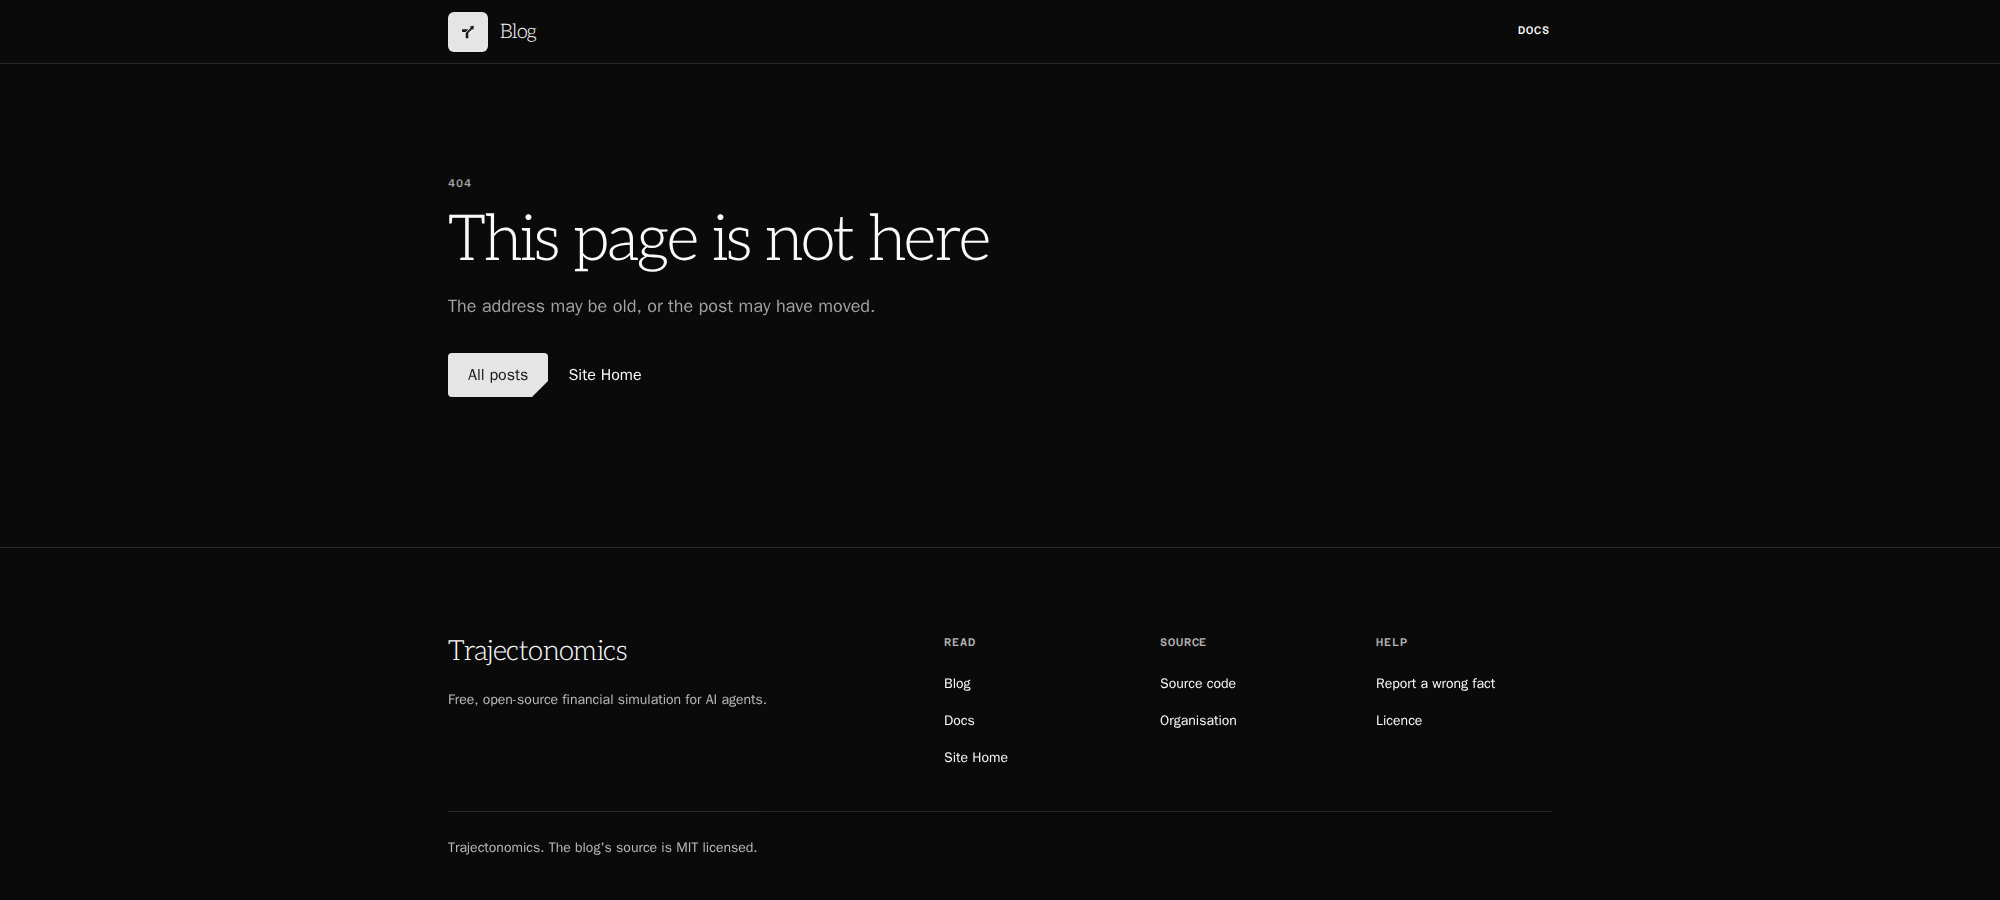 Blog
DOCS
404
This page is not here
The address may be old, or the post may have moved.
All posts
Site Home
Trajectonomics
Free, open-source financial simulation for AI agents.
READ
Blog
Docs
Site Home
SOURCE
Source code
Organisation
HELP
Report a wrong fact
Licence
Trajectonomics. The blog's source is MIT licensed.